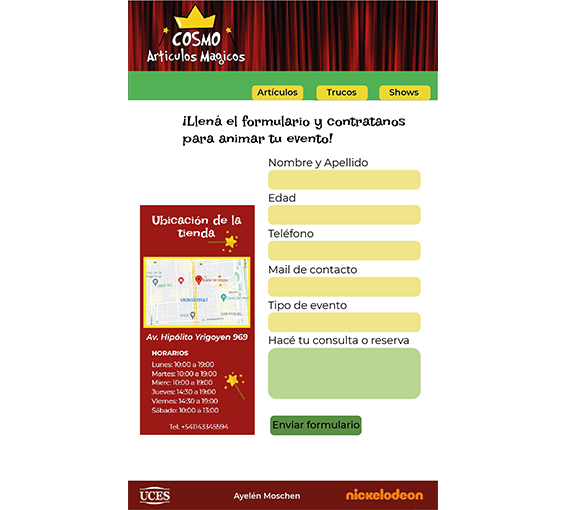 COSMO
Artículos Magicos
Artículos
Trucos
Shows
¡Llená el formulario y contratanos
para animar tu evento!
Nombre y Apellido
Edad
Teléfono
Mail de contacto
Tipo de evento
Hacé tu consulta o reserva
Enviar formulario
Ubicación de la
tienda
MONSERRAT
Av. Hipólito Yrigoyen 969
HORARIOS
Lunes: 10:00 a 19:00
Martes: 10:00 a 19:00
Mierc: 10:00 a 19:00
Jueves: 14:30 a 19:00
Viernes: 14:30 a 19:00
Sábado: 10:00 a 13:00
Tel. +541143345594
UCES
Ayelén Moschen
nickelodeon